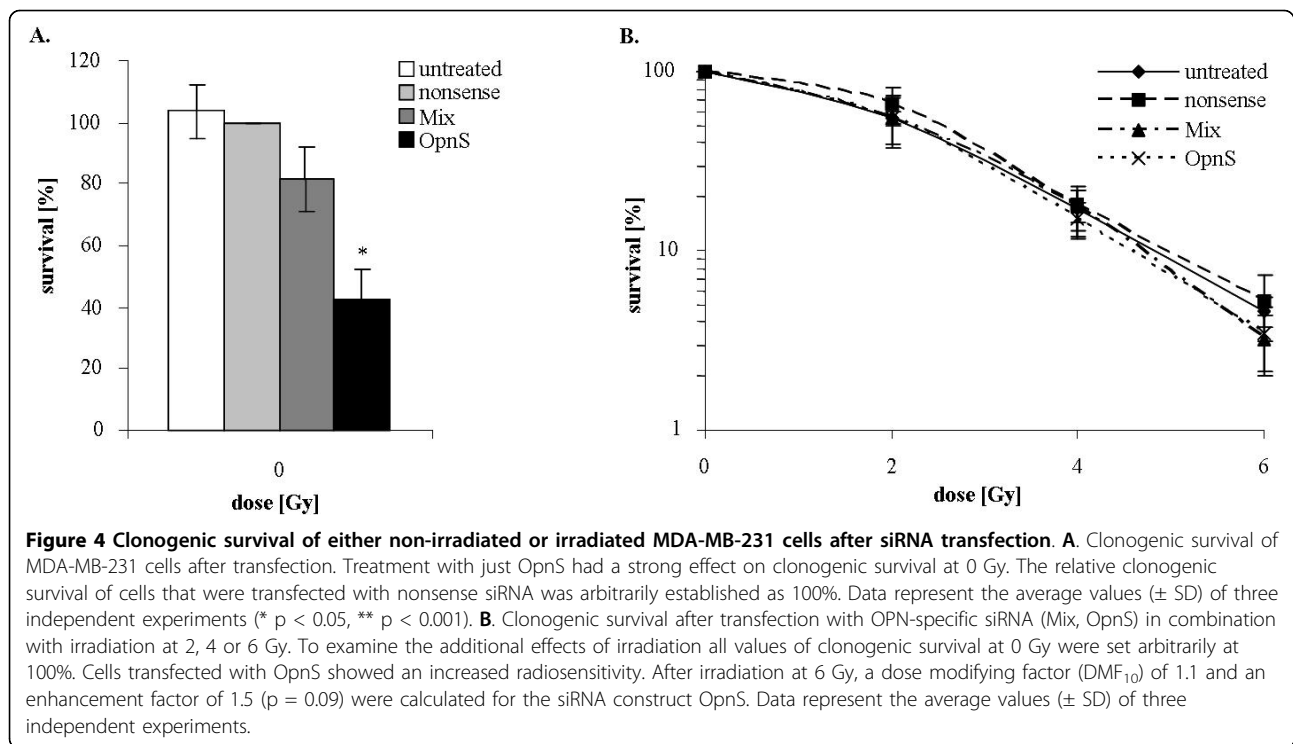 A.
120
100
80
60
40
20
0
survival [%]
untreated
nonsense
Mix
OpnS
*
0
dose [Gy]
B.
100
10
1
survival [%]
untreated
nonsense
Mix
OpnS
0 2 4 6
dose [Gy]
Figure 4 Clonogenic survival of either non-irradiated or irradiated MDA-MB-231 cells after siRNA transfection. A. Clonogenic survival of
MDA-MB-231 cells after transfection. Treatment with just OpnS had a strong effect on clonogenic survival at 0 Gy. The relative clonogenic
survival of cells that were transfected with nonsense siRNA was arbitrarily established as 100%. Data represent the average values (± SD) of three
independent experiments (* p < 0.05, ** p < 0.001). B. Clonogenic survival after transfection with OPN-specific siRNA (Mix, OpnS) in combination
with irradiation at 2, 4 or 6 Gy. To examine the additional effects of irradiation all values of clonogenic survival at 0 Gy were set arbitrarily at
100%. Cells transfected with OpnS showed an increased radiosensitivity. After irradiation at 6 Gy, a dose modifying factor (DMF10) of 1.1 and an
enhancement factor of 1.5 (p = 0.09) were calculated for the siRNA construct OpnS. Data represent the average values (± SD) of three
independent experiments.